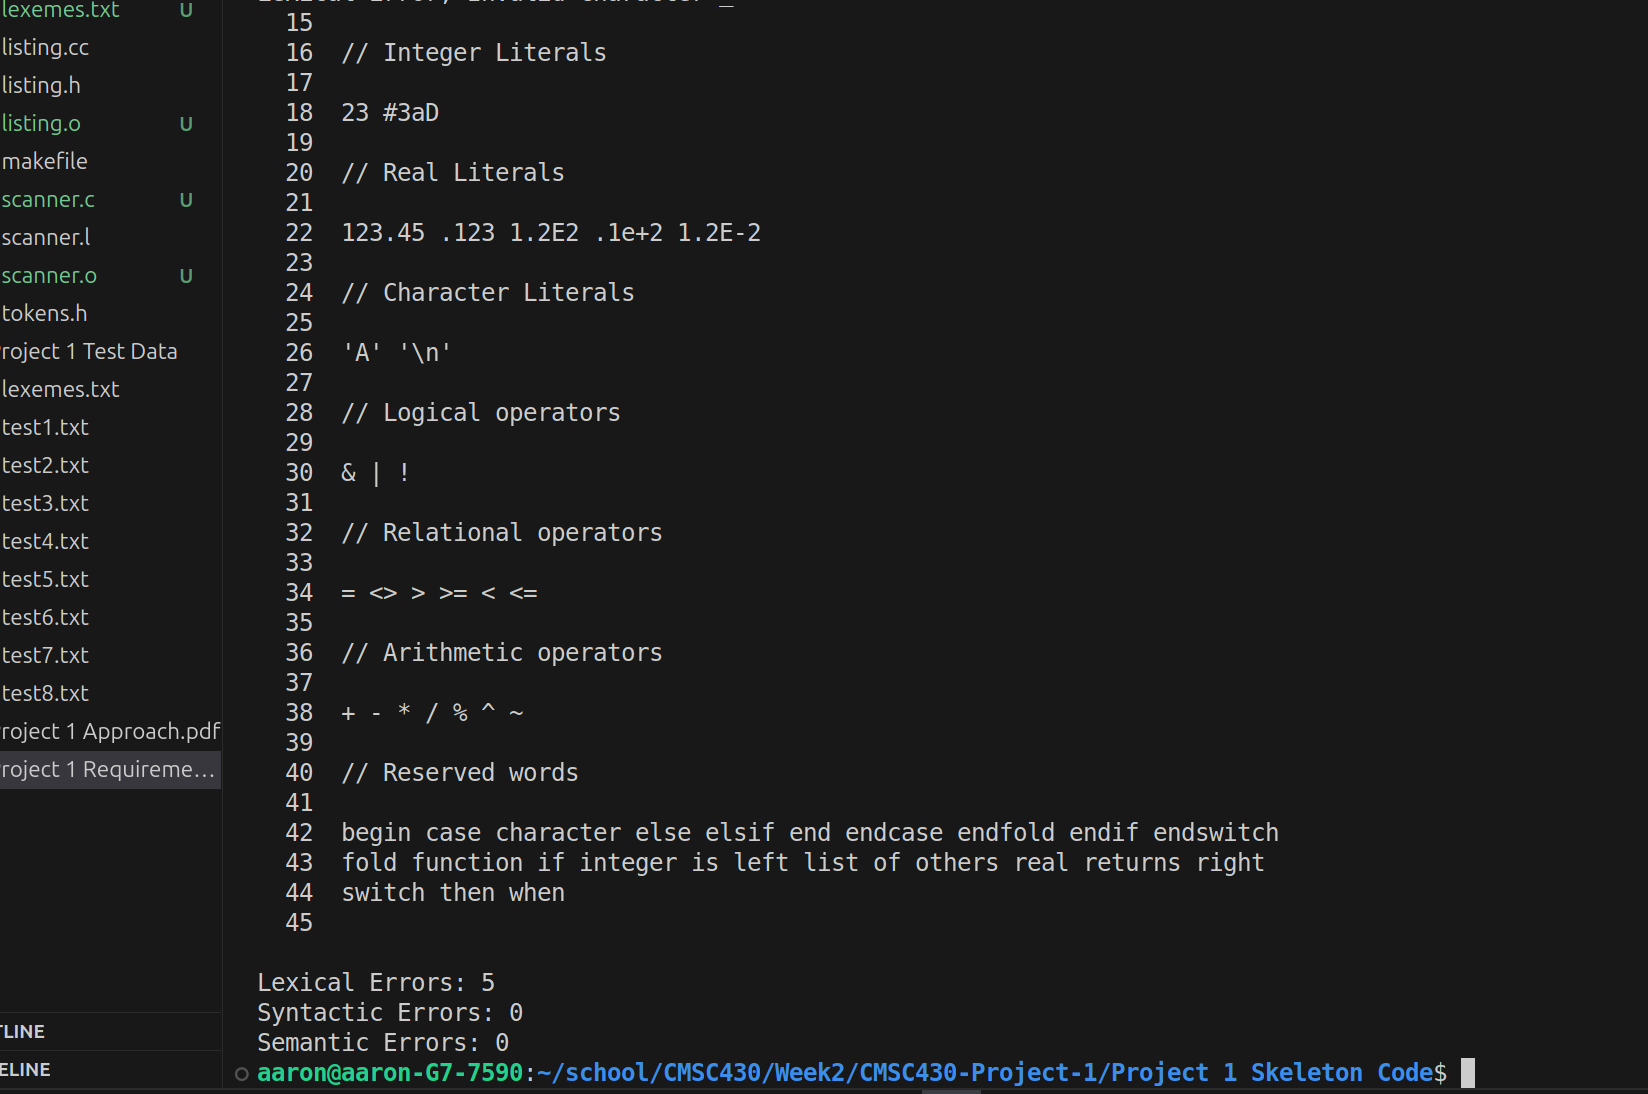 lexemes.txt U
listing.cc
listing.h
listing.o U
makefile
scanner.c U
scanner.l
scanner.o U
tokens.h
roject 1 Test Data
lexemes.txt
test1.txt
test2.txt
test3.txt
test4.txt
test5.txt
test6.txt
test7.txt
test8.txt
roject 1 Approach.pdf
roject 1 Requireme...
TLINE
ELINE
Lexical Error, Invalid Character _
15
16 // Integer Literals
17
18 23 #3aD
19
20 // Real Literals
21
22 123.45 .123 1.2E2 .1e+2 1.2E-2
23
24 // Character Literals
25
26 'A' '\n'
27
28 // Logical operators
29
30 & | !
31
32 // Relational operators
33
34 = <> > >= < <=
35
36 // Arithmetic operators
37
38 + - * / % ^ ~
39
40 // Reserved words
41
42 begin case character else elsif end endcase endfold endif endswitch
43 fold function if integer is left list of others real returns right
44 switch then when
45
Lexical Errors: 5
Syntactic Errors: 0
Semantic Errors: 0
aaron@aaron-G7-7590:~/school/CMSC430/Week2/CMSC430-Project-1/Project 1 Skeleton Code$